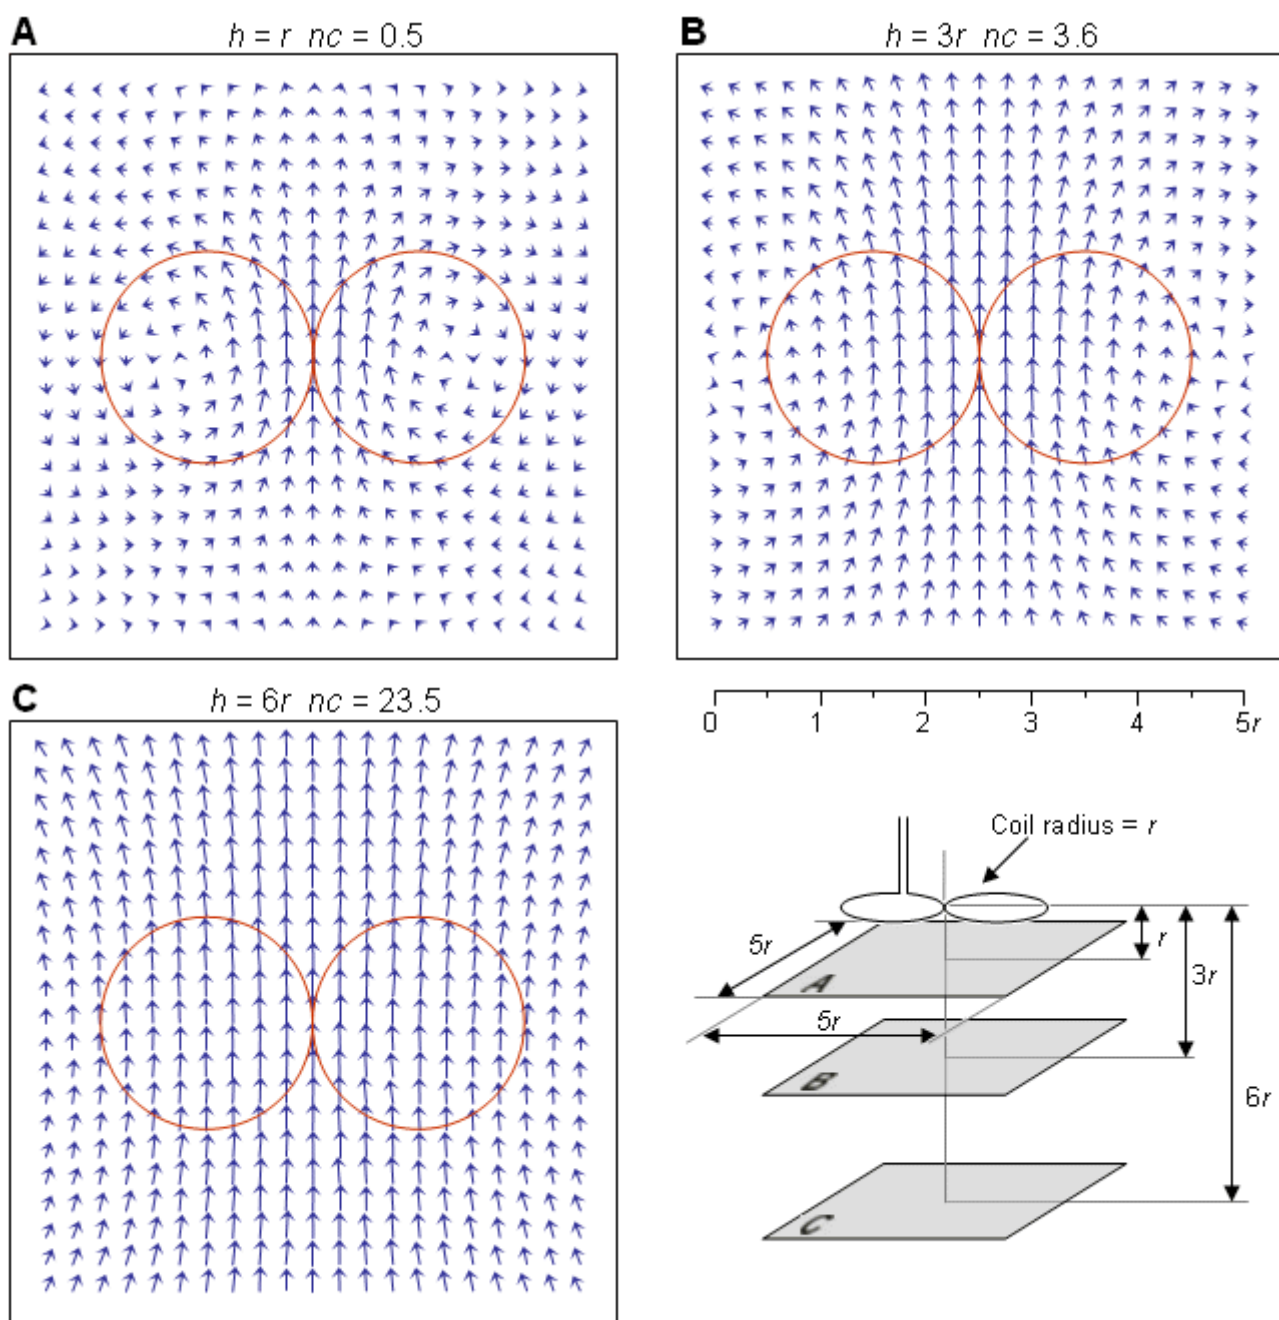 A
h = r  nc = 0.5
B
h = 3r  nc = 3.6
C
h = 6r  nc = 23.5
0 1 2 3 4 5r
Coil radius = r
5r
A
r
3r
5r
B
6r
C